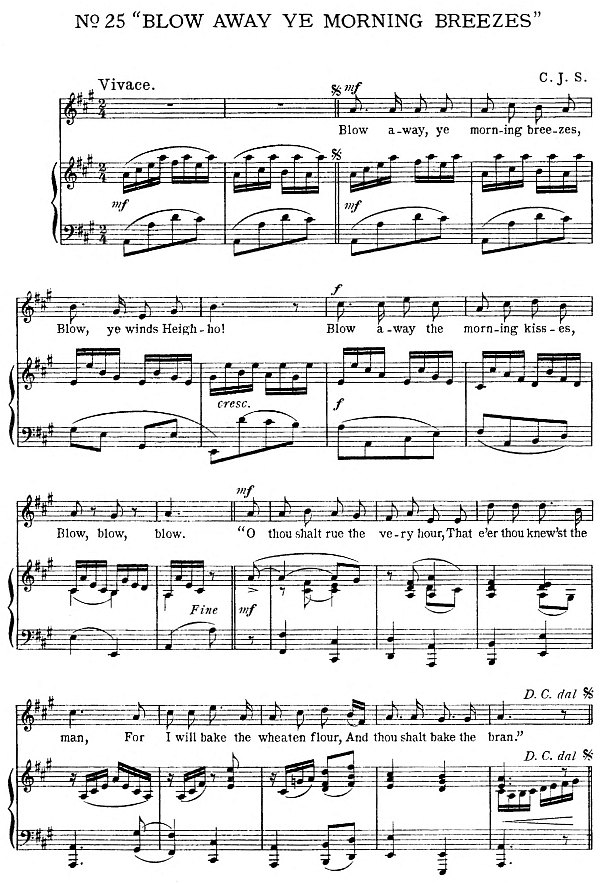 No 25 "BLOW AWAY YE MORNING BREEZES"
C. J. S.
Vivace.
mf
Blow a-way, ye morn-ing bree-zes,
mf
mf
f
Blow, ye winds Heigh-ho! Blow a-way the morn-ing kiss-es,
cresc.
f
mf
Blow, blow, blow. "O thou shalt rue the ve-ry hour, That e'er thou knew'st the
Fine
mf
D. C. dal
man, For I will bake the wheaten flour, And thou shalt bake the bran."
D. C. dal